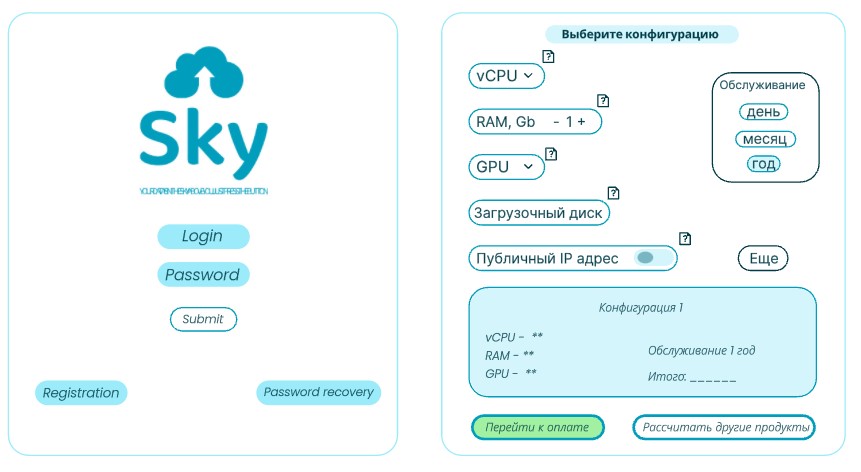 Sky
Login
Password
Submit
Registration
Password recovery
Выберите конфигурацию
vCPU
RAM, Gb - 1 +
GPU
Загрузочный диск
Публичный IP адрес
Обслуживание
день
месяц
год
Еще
Конфигурация 1
vCPU - **
RAM - **
GPU - **
Обслуживание 1 год
Итого: ______
Перейти к оплате
Рассчитать другие продукты